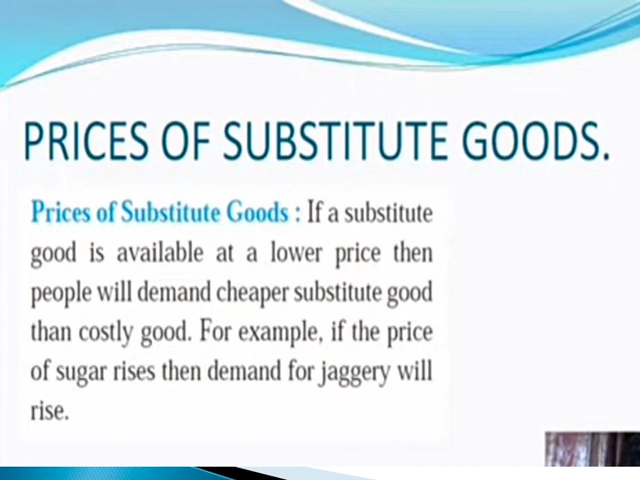 PRICES OF SUBSTITUTE GOODS.
Prices of Substitute Goods : If a substitute
good is available at a lower price then
people will demand cheaper substitute good
than costly good. For example, if the price
of sugar rises then demand for jaggery will
rise.